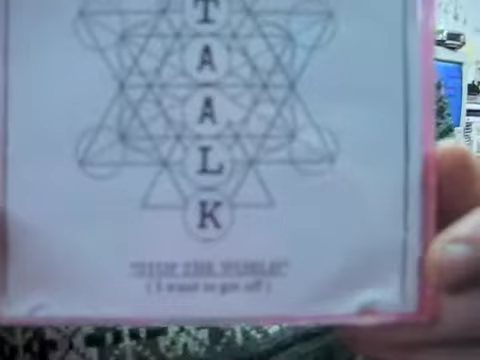 T
A
A
L
K
"STOP THE WORLD"
( I want to get off )